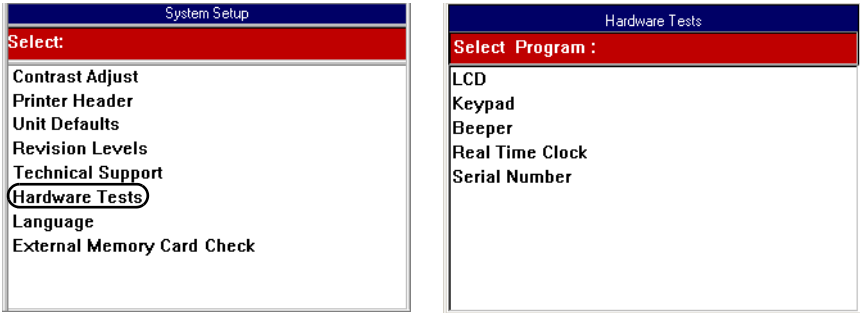 System Setup
Select:
Contrast Adjust
Printer Header
Unit Defaults
Revision Levels
Technical Support
Hardware Tests
Language
External Memory Card Check
Hardware Tests
Select Program :
LCD
Keypad
Beeper
Real Time Clock
Serial Number